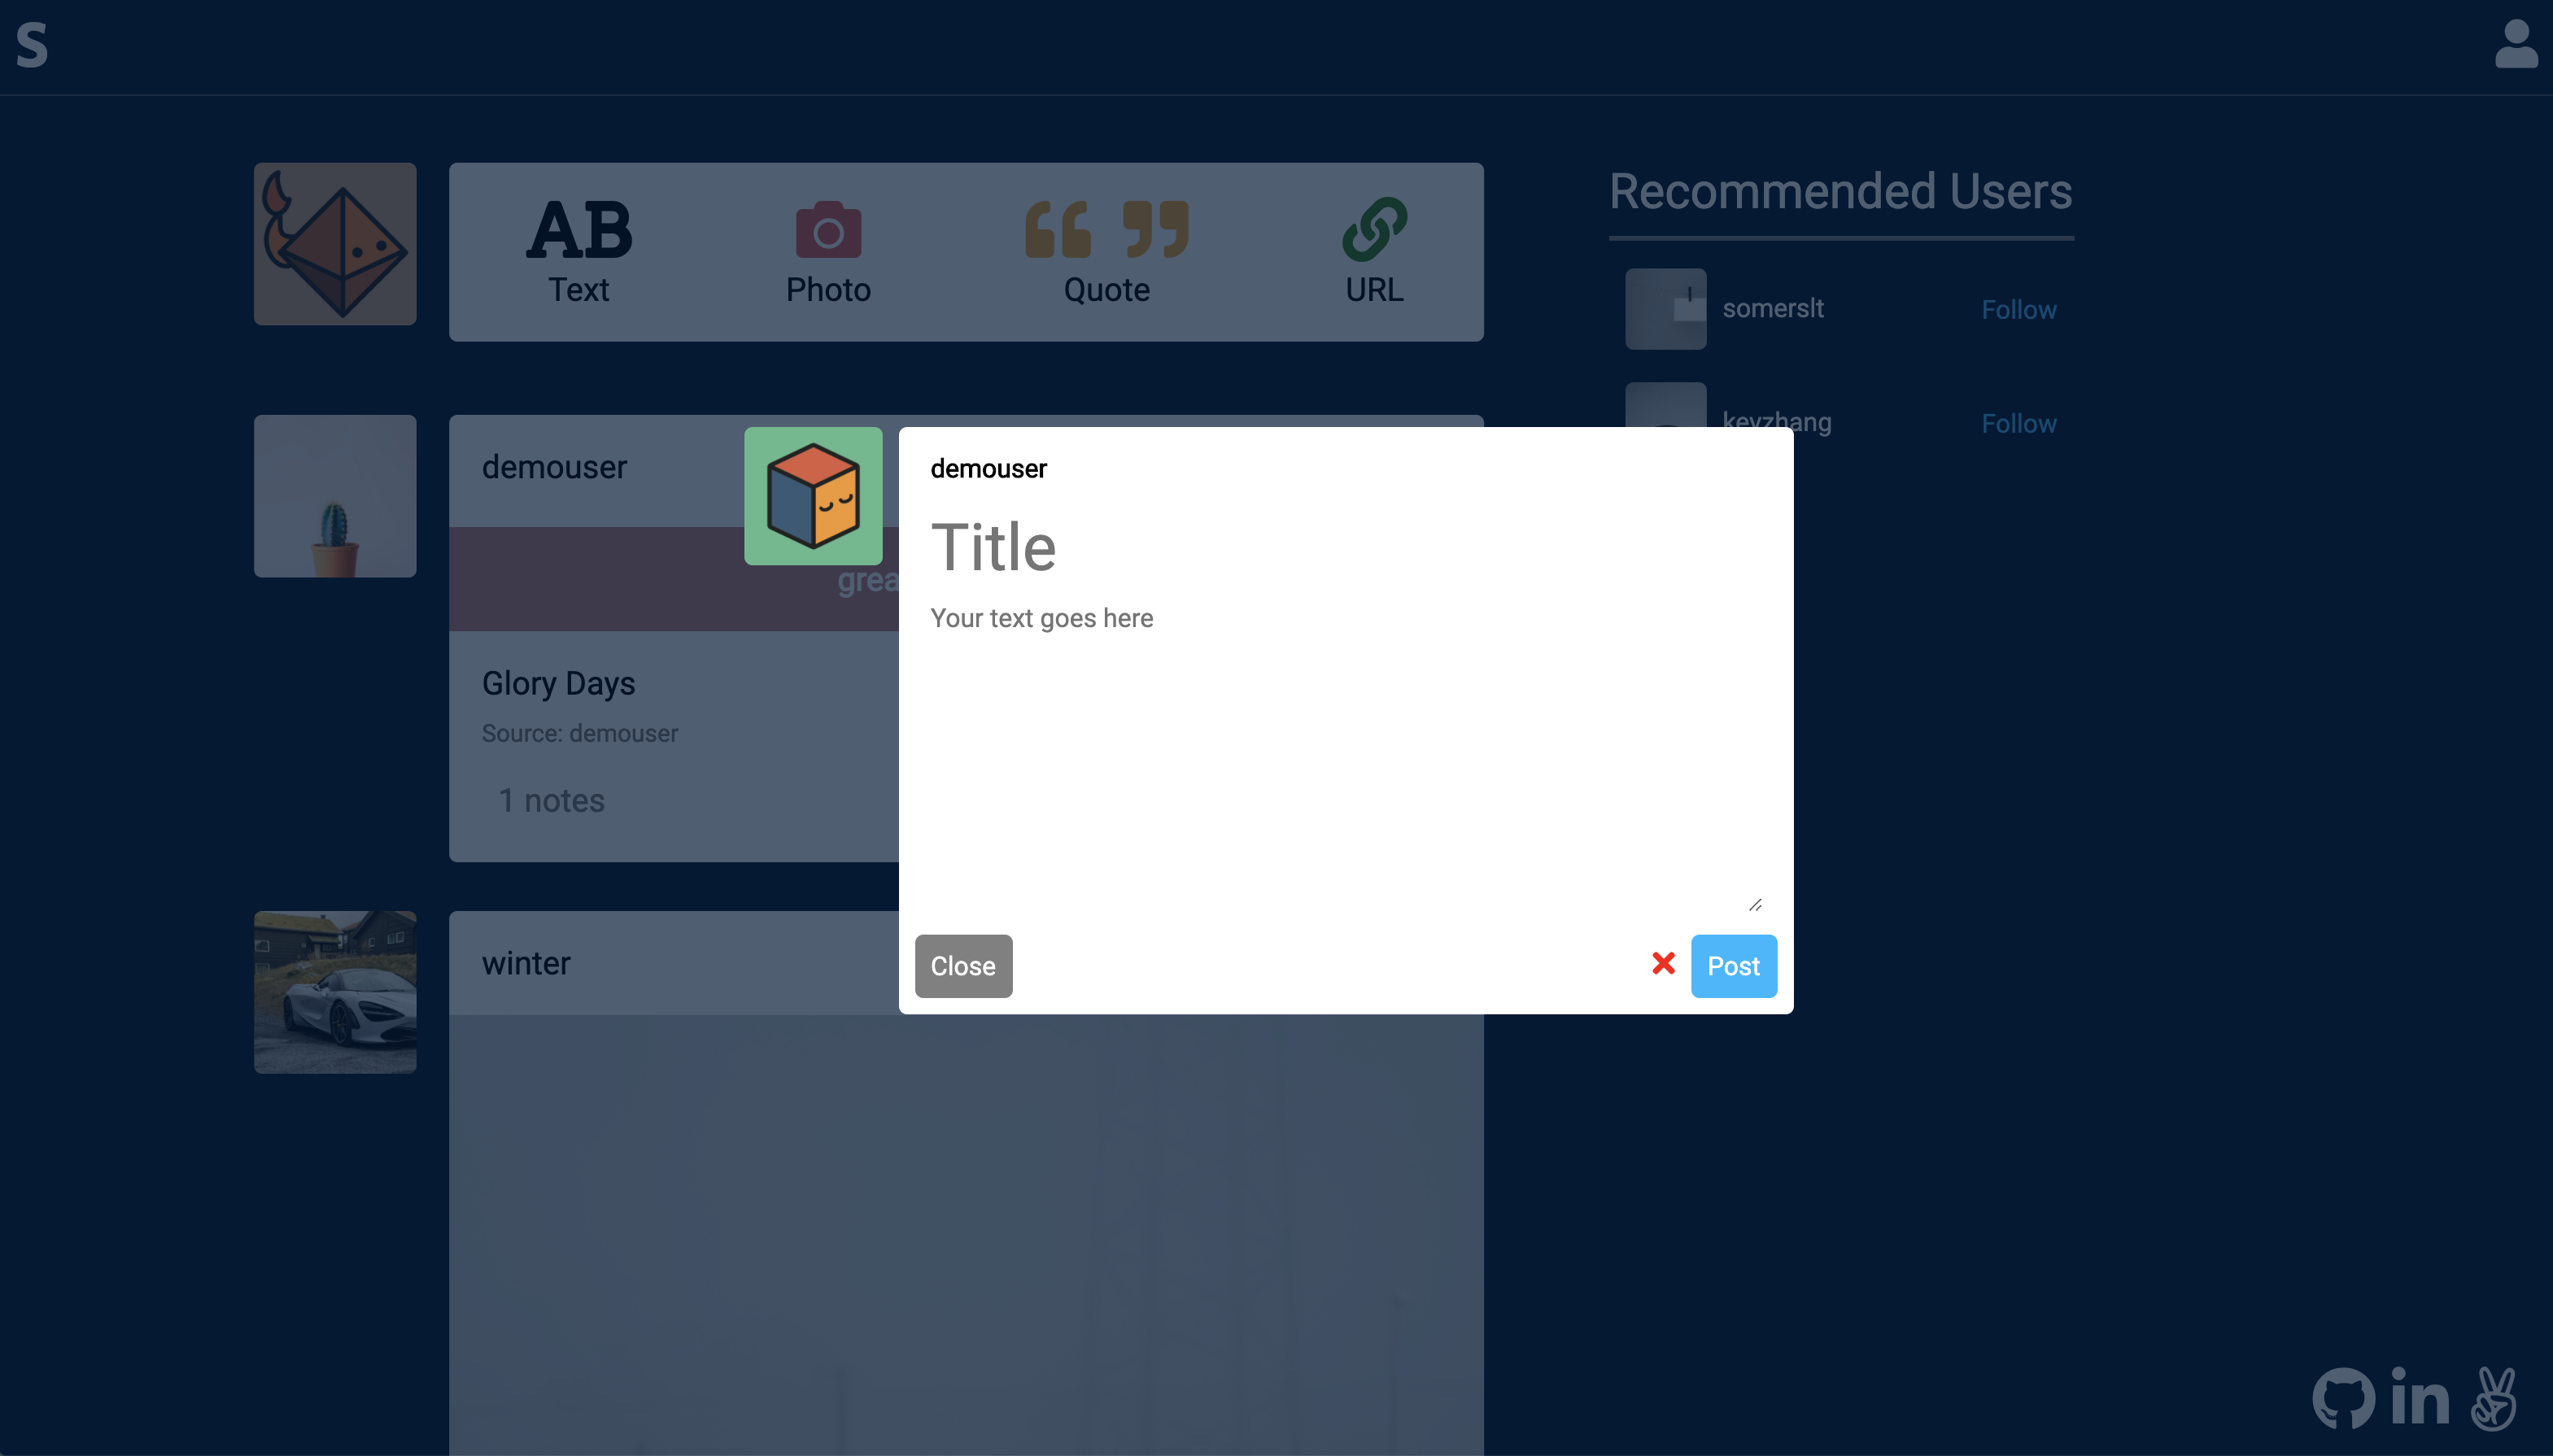 S
AB
Text
Photo
Quote
URL
Recommended Users
somerslt
Follow
kevzhang
Follow
demouser
Glory Days
Source: demouser
1 notes
winter
demouser
Title
Your text goes here
Close
Post
in